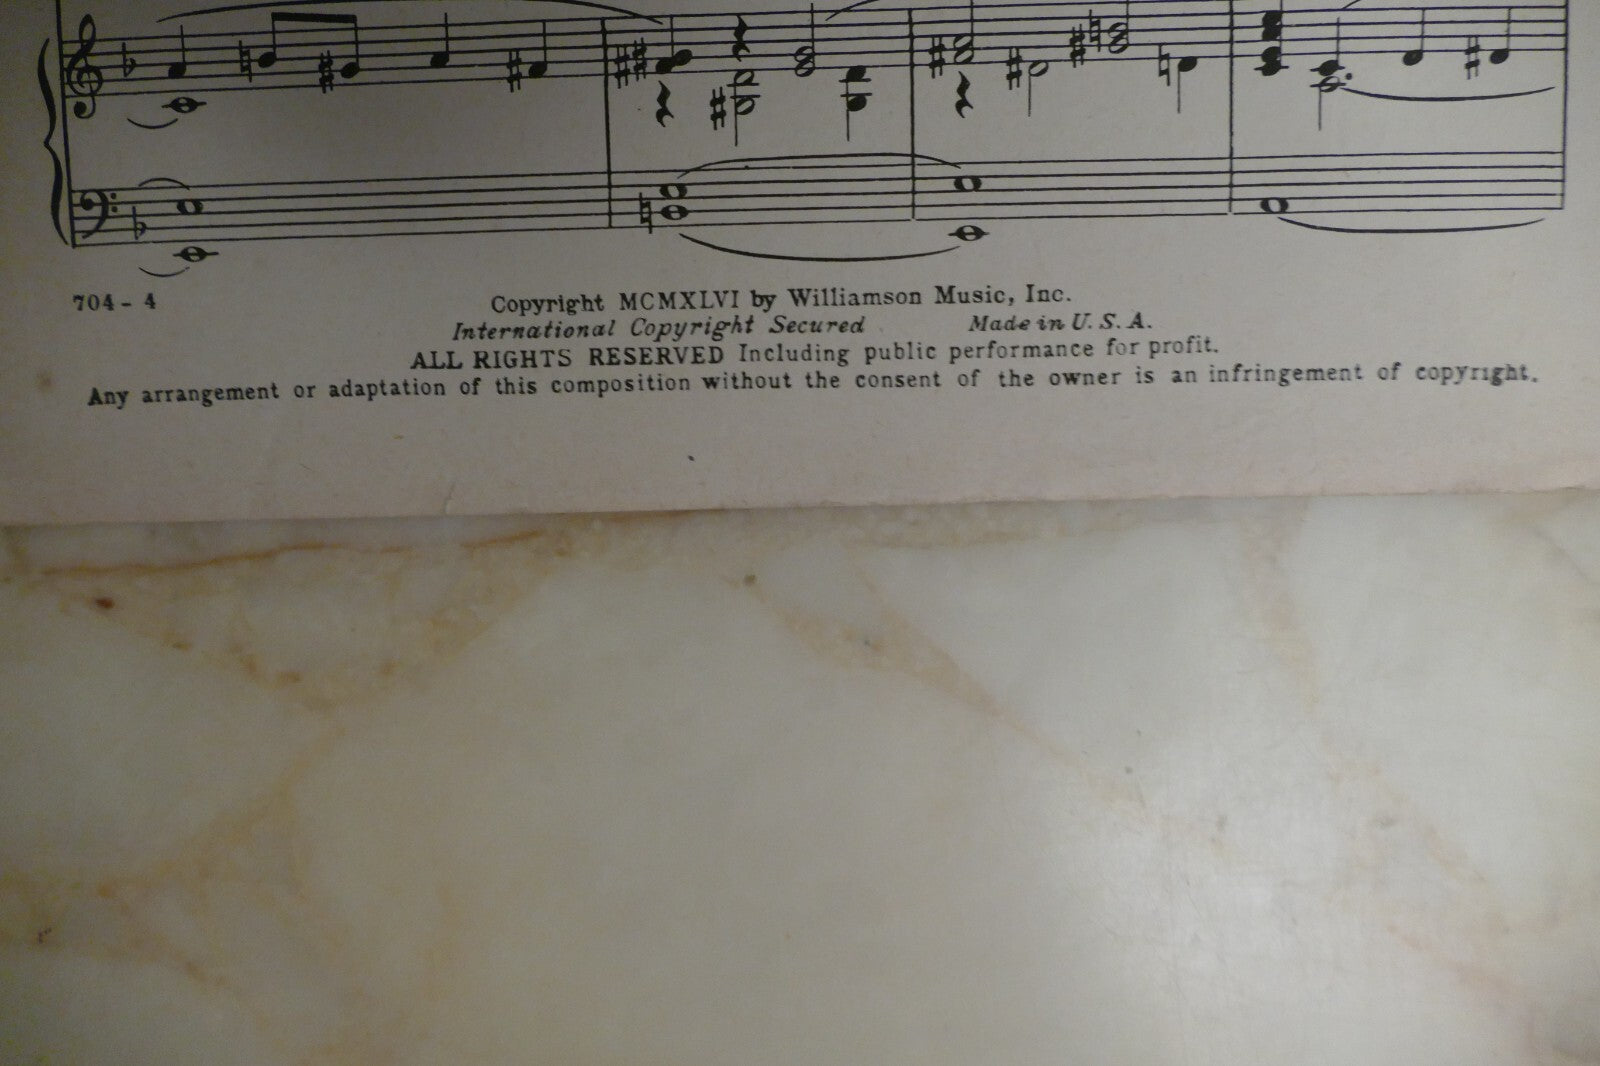 704 - 4
Copyright MCMXLVI by Williamson Music, Inc.
International Copyright Secured Made in U. S. A.
ALL RIGHTS RESERVED Including public performance for profit.
Any arrangement or adaptation of this composition without the consent of the owner is an infringement of copyright.